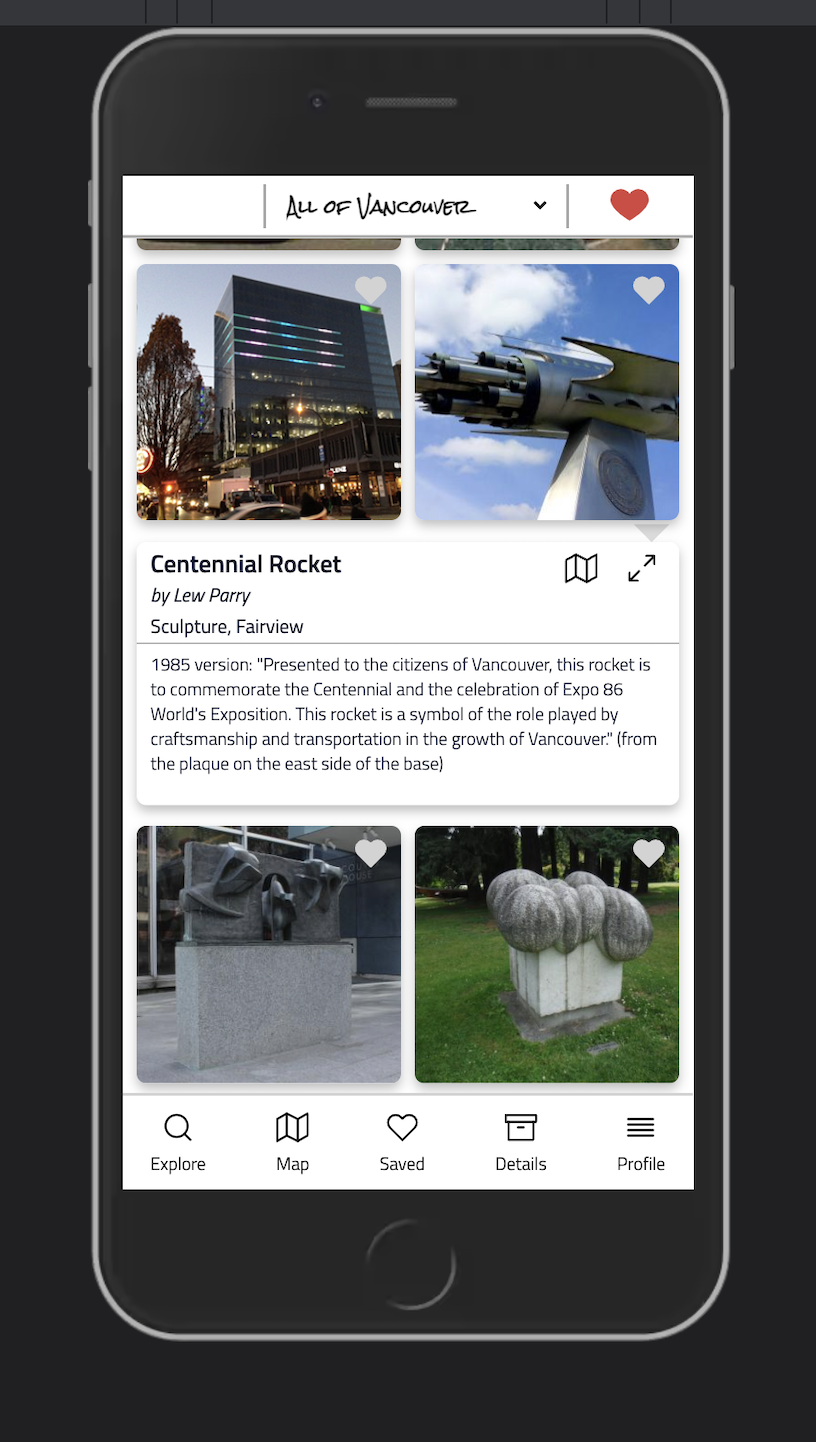 All of Vancouver
Centennial Rocket
by Lew Parry
Sculpture, Fairview
1985 version: "Presented to the citizens of Vancouver, this rocket is
to commemorate the Centennial and the celebration of Expo 86
World's Exposition. This rocket is a symbol of the role played by
craftsmanship and transportation in the growth of Vancouver." (from
the plaque on the east side of the base)
Explore Map Saved Details Profile